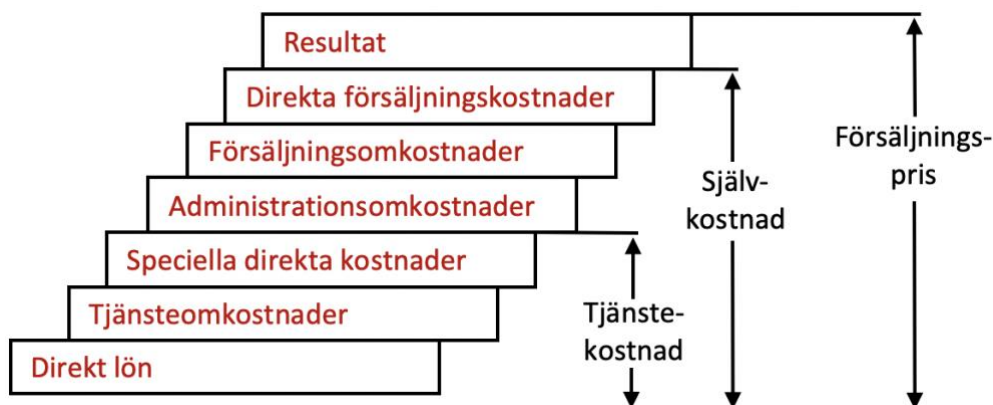 Resultat
Direkta försäljningskostnader
Försäljningsomkostnader
Administrationsomkostnader
Speciella direkta kostnader
Tjänsteomkostnader
Direkt lön
Tjänste-
kostnad
Själv-
kostnad
Försäljnings-
pris